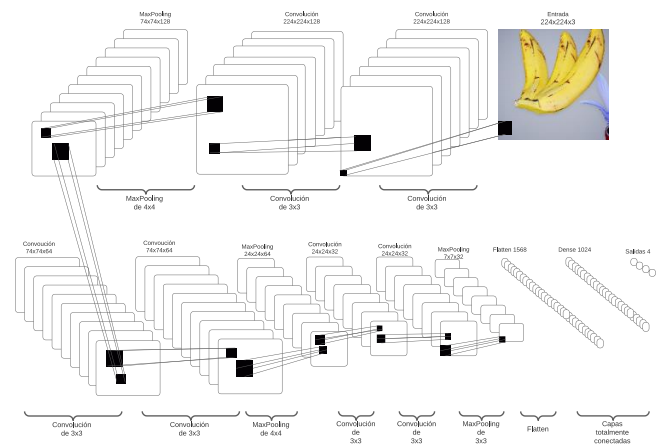 MaxPooling
74x74x128
Convolución
224x224x128
Convolución
224x224x128
Entrada
224x224x3
MaxPooling
de 4x4
Convolución
de 3x3
Convolución
de 3x3
Convoución
74x74x64
Convoución
74x74x64
MaxPooling
24x24x64
Convolución
24x24x32
Convolución
24x24x32
MaxPooling
7x7x32
Flatten 1568
Dense 1024
Salidas 4
Convolución
de 3x3
Convolución
de 3x3
MaxPooling
de 4x4
Convolución
de
3x3
Convolución
de
3x3
MaxPooling
de
3x3
Flatten
Capas
totalmente
conectadas